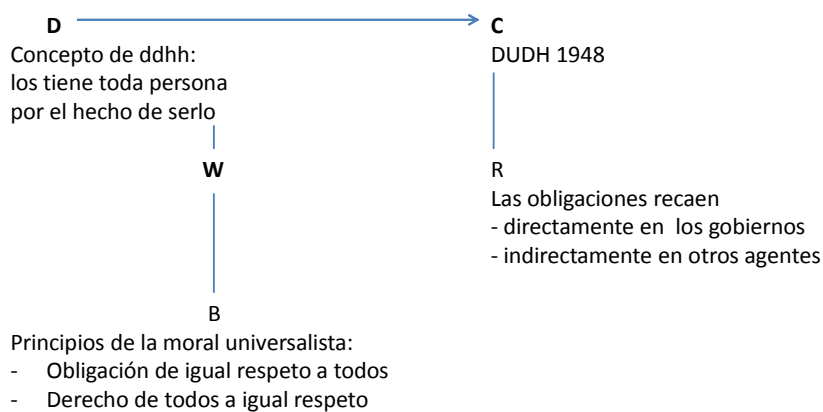 D
Concepto de ddhh:
los tiene toda persona
por el hecho de serlo
C
DUDH 1948
W
R
Las obligaciones recaen
- directamente en los gobiernos
- indirectamente en otros agentes
B
Principios de la moral universalista:
- Obligación de igual respeto a todos
- Derecho de todos a igual respeto